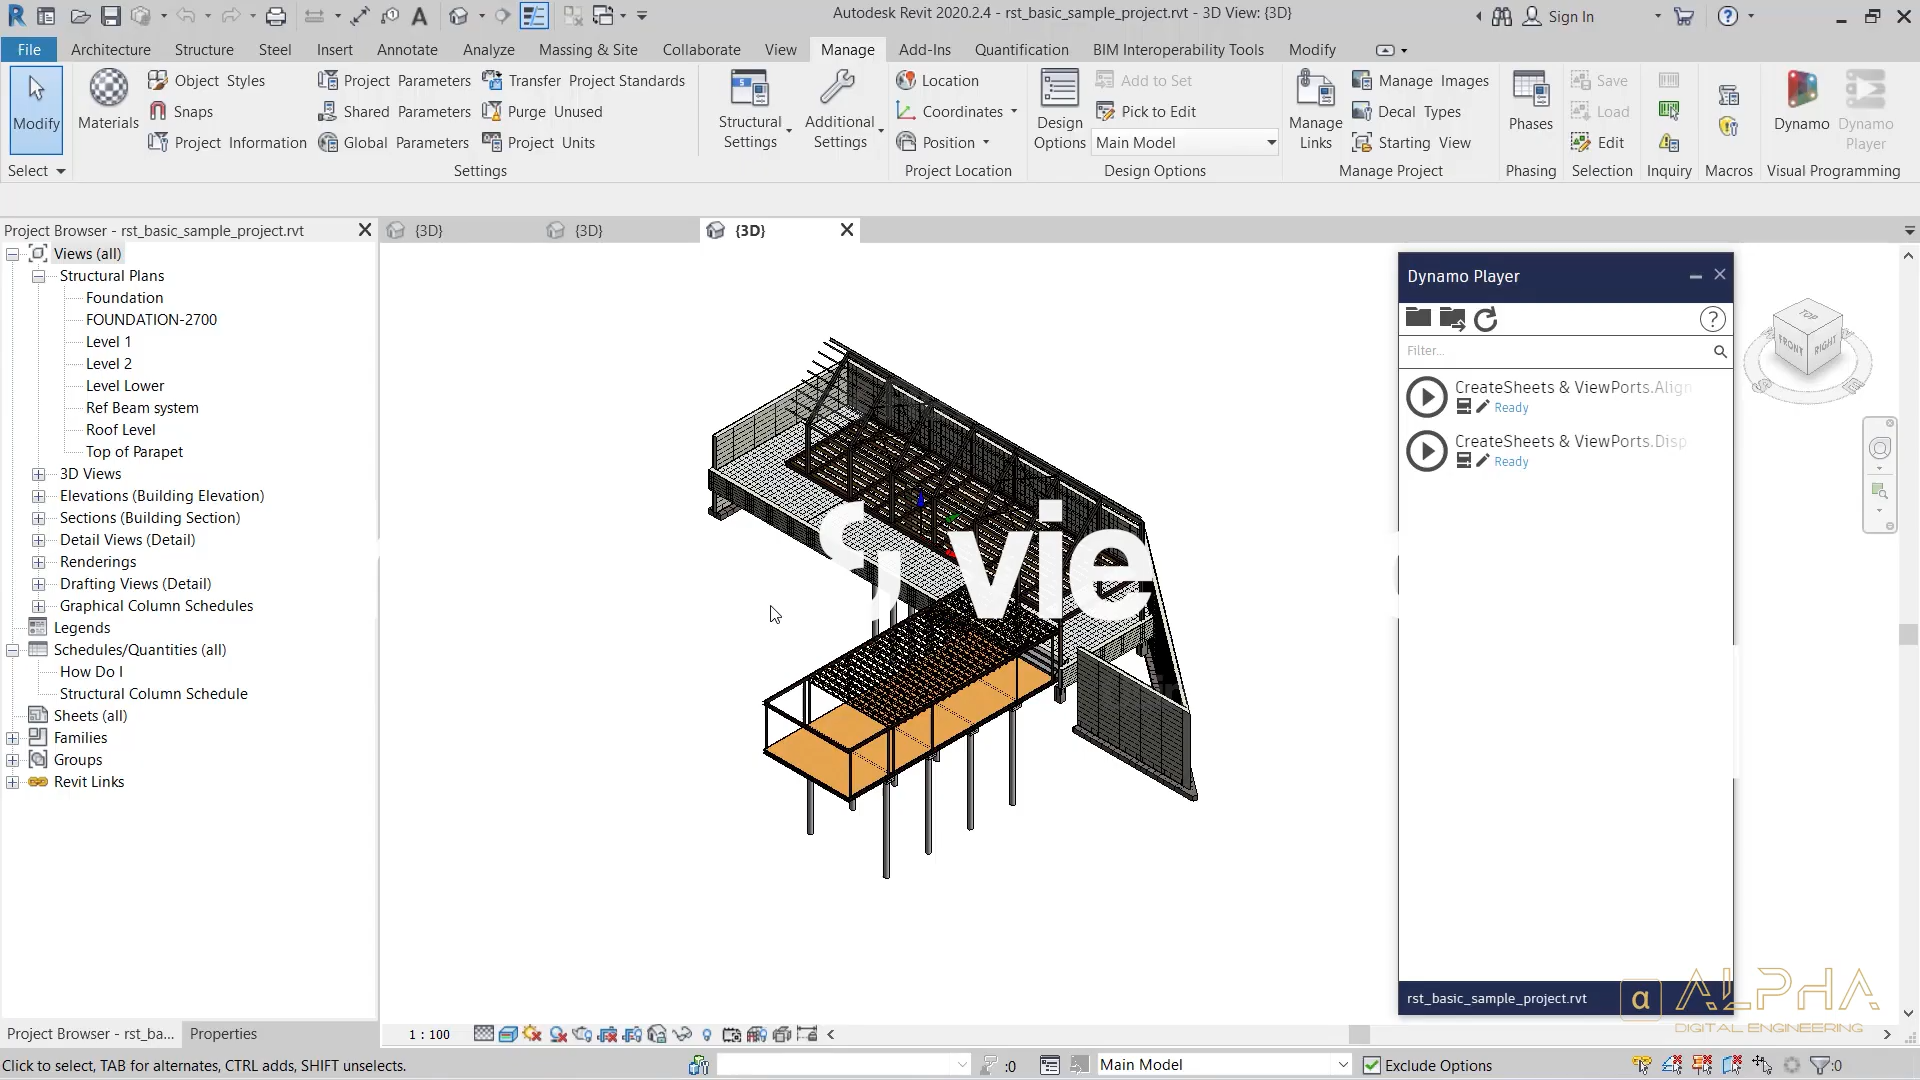 Autodesk Revit 2020.2.4 - rst_basic_sample_project.rvt - 3D View: {3D}
Sign In
File Architecture Structure Steel Insert Annotate Analyze Massing & Site Collaborate View Manage Add-Ins Quantification BIM Interoperability Tools Modify
Modify
Select
Materials
Object Styles
Snaps
Project Information
Project Parameters
Shared Parameters
Global Parameters
Transfer Project Standards
Purge Unused
Project Units
Settings
Structural Settings
Additional Settings
Location
Coordinates
Position
Project Location
Design Options
Add to Set
Pick to Edit
Main Model
Design Options
Manage Links
Manage Images
Decal Types
Starting View
Manage Project
Phases
Phasing
Save
Load
Edit
Selection
Inquiry
Macros
Dynamo
Dynamo Player
Visual Programming
Project Browser - rst_basic_sample_project.rvt
{3D}
{3D}
{3D}
Views (all)
Structural Plans
Foundation
FOUNDATION-2700
Level 1
Level 2
Level Lower
Ref Beam system
Roof Level
Top of Parapet
3D Views
Elevations (Building Elevation)
Sections (Building Section)
Detail Views (Detail)
Renderings
Drafting Views (Detail)
Graphical Column Schedules
Legends
Schedules/Quantities (all)
How Do I
Structural Column Schedule
Sheets (all)
Families
Groups
Revit Links
vie
Dynamo Player
Filter...
CreateSheets & ViewPorts.Align
Ready
CreateSheets & ViewPorts.Disp
Ready
rst_basic_sample_project.rvt
TOP
FRONT
RIGHT
S
E
α ALPHA
DIGITAL ENGINEERING
Project Browser - rst_ba...
Properties
1 : 100
Click to select, TAB for alternates, CTRL adds, SHIFT unselects.
:0
Main Model
Exclude Options
:0